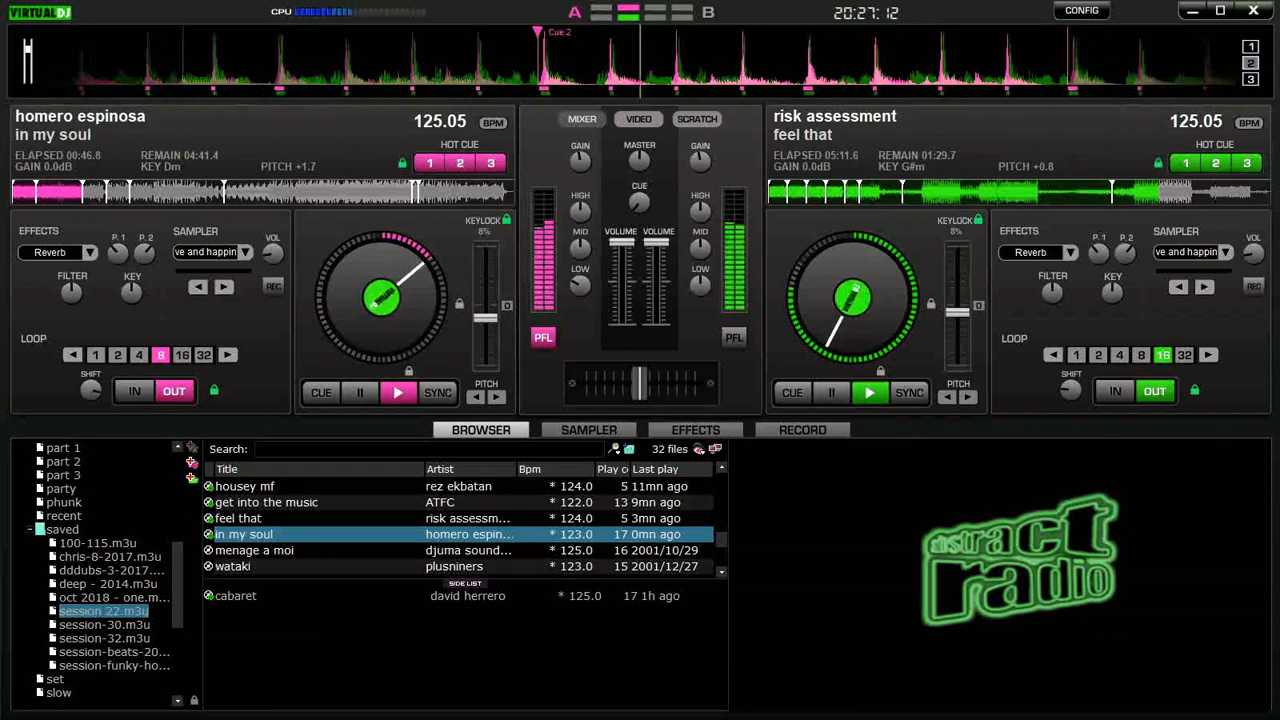 VIRTUAL DJ CPU A B 20:27:12 CONFIG
Cue 2
1
2
3
homero espinosa
in my soul
125.05 BPM
ELAPSED 00:46.8 REMAIN 04:41.4
GAIN 0.0dB KEY Dm PITCH +1.7
HOT CUE
1 2 3
MIXER VIDEO SCRATCH
GAIN MASTER GAIN
HIGH CUE HIGH
MID VOLUME VOLUME MID
LOW LOW
PFL PFL
risk assessment
feel that
125.05 BPM
ELAPSED 05:11.6 REMAIN 01:29.7
GAIN 0.0dB KEY G#m PITCH +0.8
HOT CUE
1 2 3
EFFECTS P. 1 P. 2 SAMPLER VOL
Reverb ve and happin
FILTER KEY REC
LOOP
1 2 4 8 16 32
SHIFT IN OUT
KEYLOCK
8%
D
CUE II SYNC PITCH
KEYLOCK
8%
D
CUE II SYNC PITCH
EFFECTS P. 1 P. 2 SAMPLER VOL
Reverb ve and happin
FILTER KEY REC
LOOP
1 2 4 8 16 32
SHIFT IN OUT
BROWSER SAMPLER EFFECTS RECORD
part 1
part 2
part 3
party
phunk
recent
saved
100-115.m3u
chris-8-2017.m3u
dddubs-3-2017....
deep - 2014.m3u
oct 2018 - one.m...
session 22.m3u
session-30.m3u
session-32.m3u
session-beats-20...
session-funky-ho...
set
slow
Search: 32 files
Title Artist Bpm Play c Last play
housey mf rez ekbatan * 124.0 5 11mn ago
get into the music ATFC * 122.0 13 9mn ago
feel that risk assessm... * 124.0 5 3mn ago
in my soul homero espin... * 123.0 17 0mn ago
menage a moi djuma sound... * 125.0 16 2001/10/29
wataki plusniners * 123.0 15 2001/12/27
SIDE LIST
cabaret david herrero * 125.0 17 1h ago
abstract
radio